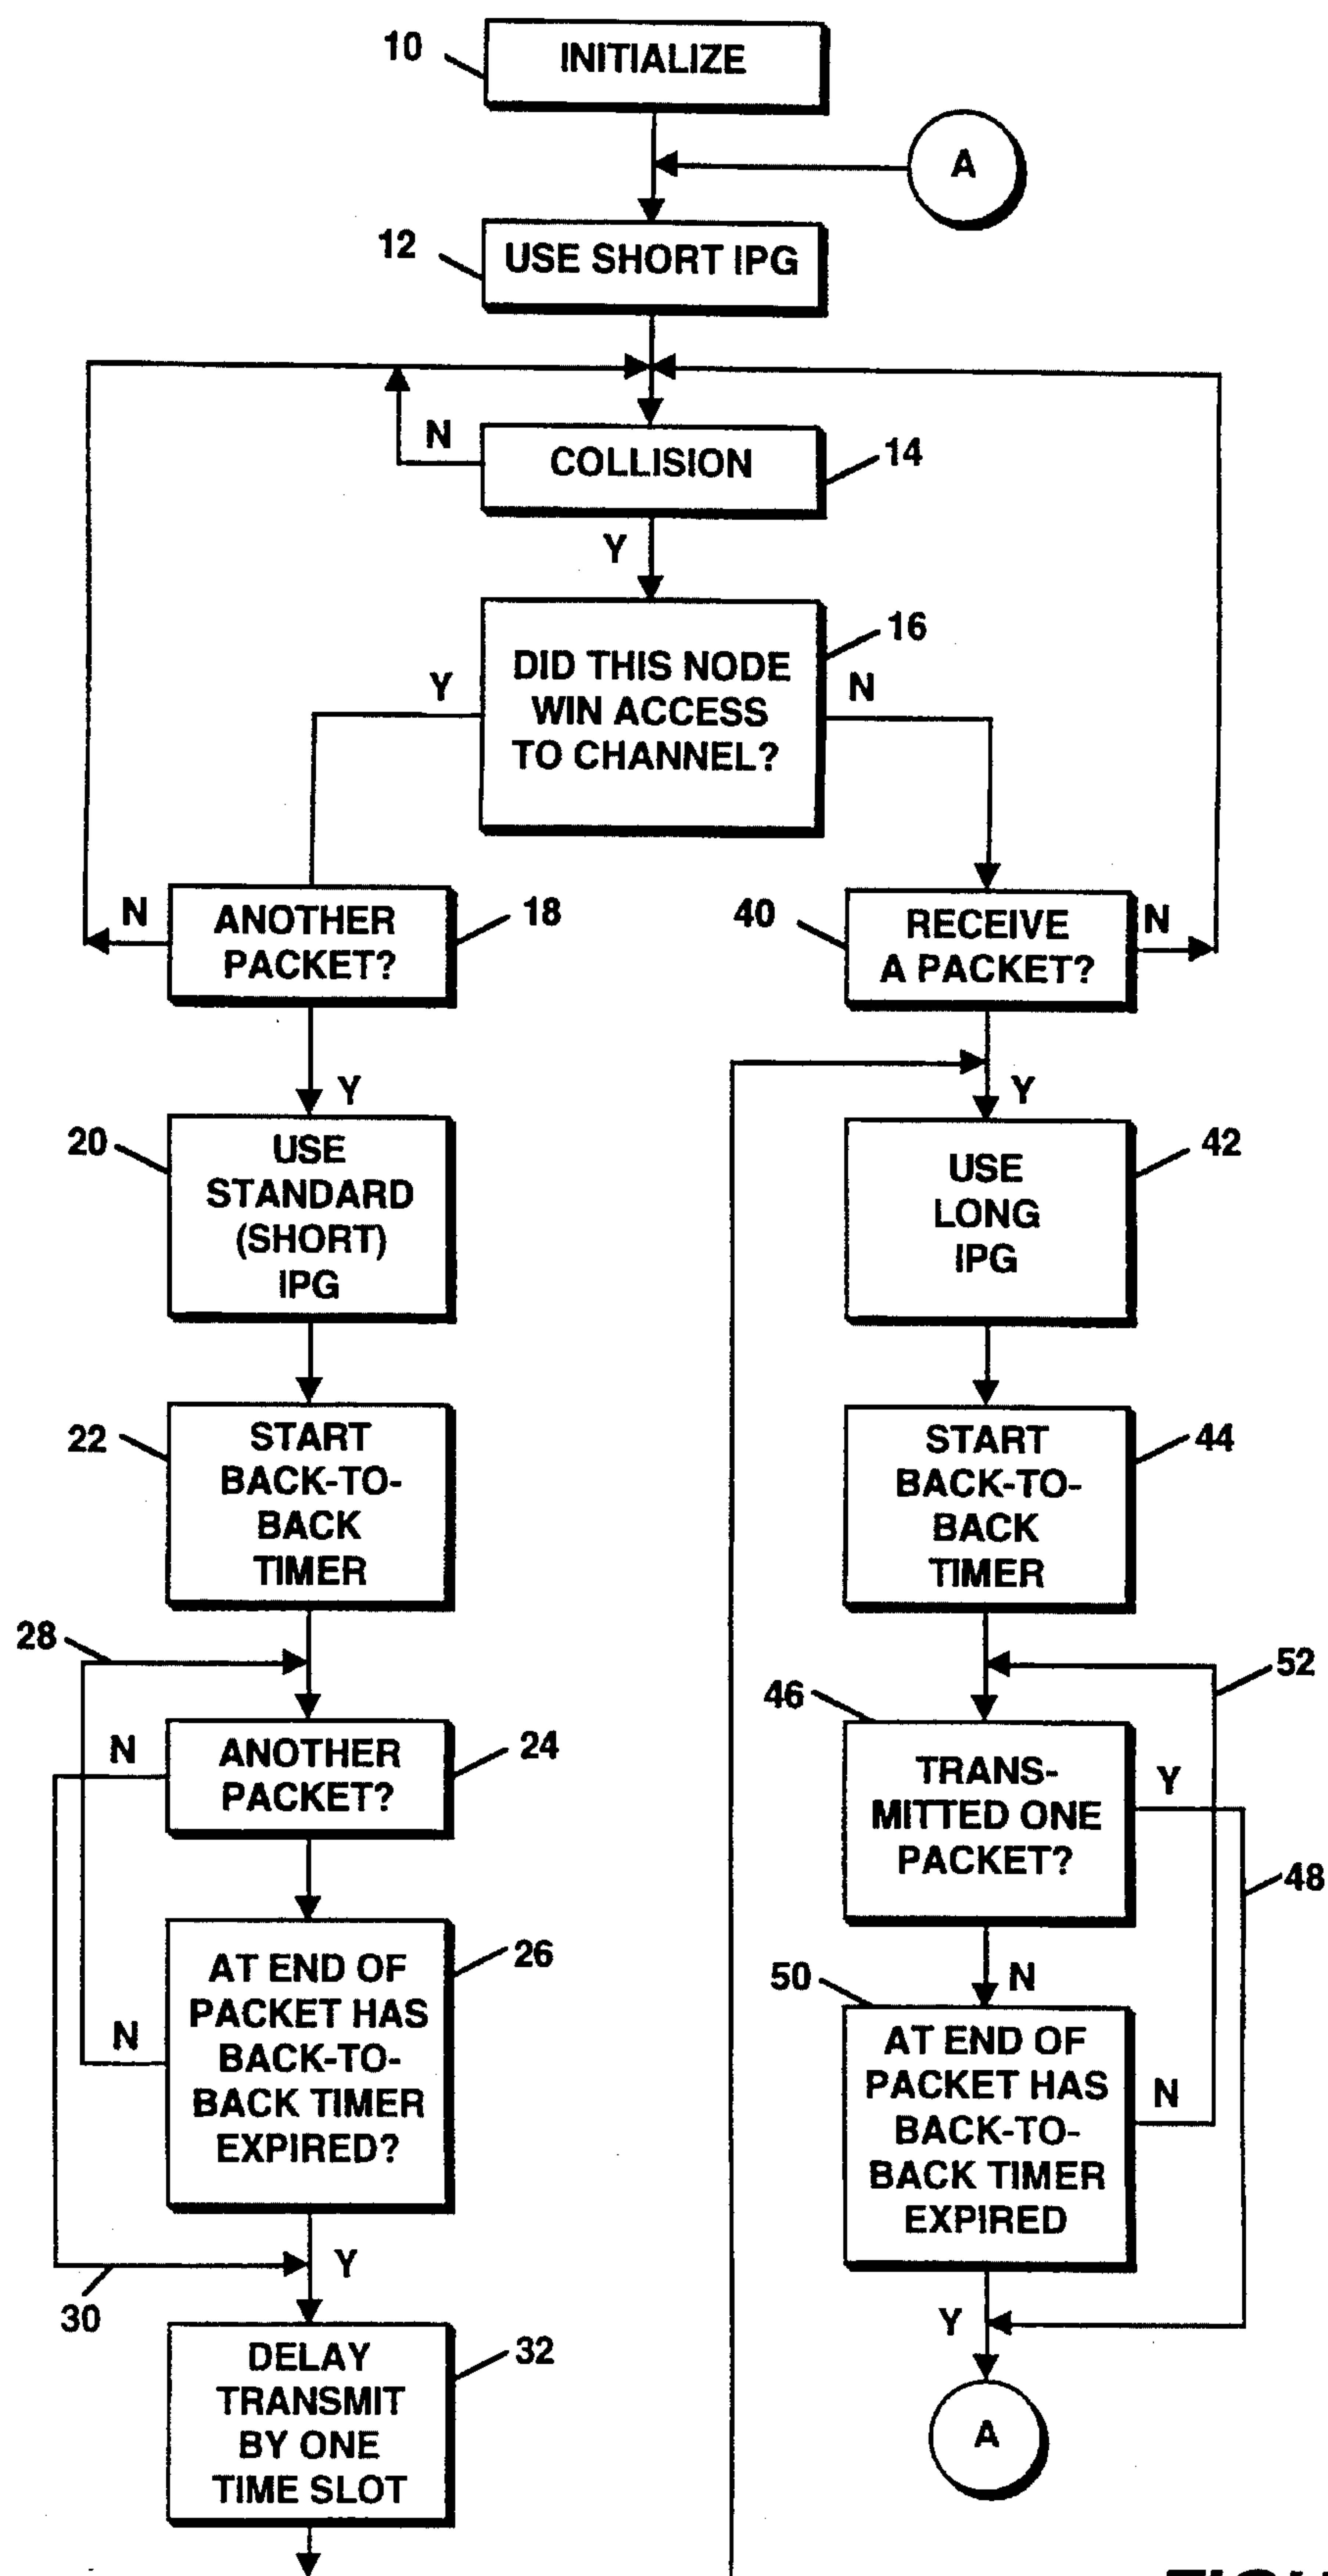 10
INITIALIZE
A
12
USE SHORT IPG
N
COLLISION
14
Y
16
DID THIS NODE
WIN ACCESS
TO CHANNEL?
Y
N
N
ANOTHER
PACKET?
18
40
RECEIVE
A PACKET?
N
Y
Y
20
USE
STANDARD
(SHORT)
IPG
USE
LONG
IPG
42
22
START
BACK-TO-
BACK
TIMER
START
BACK-TO-
BACK
TIMER
44
28
52
46
N
ANOTHER
PACKET?
24
TRANS-
MITTED ONE
PACKET?
Y
48
26
AT END OF
PACKET HAS
BACK-TO-
BACK TIMER
EXPIRED?
N
N
50
AT END OF
PACKET HAS
BACK-TO-
BACK TIMER
EXPIRED
N
Y
30
Y
DELAY
TRANSMIT
BY ONE
TIME SLOT
32
A